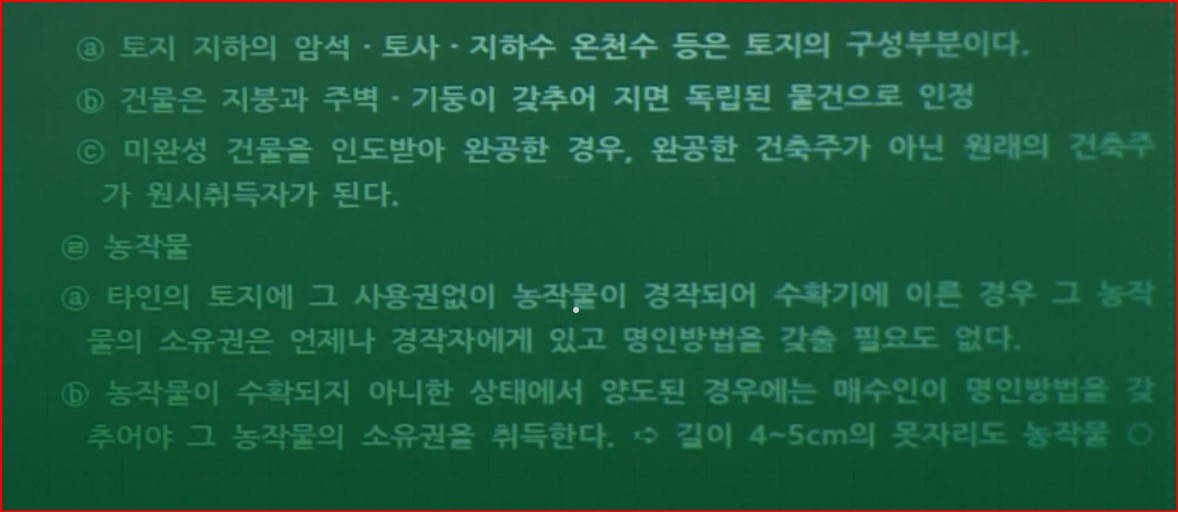 ⓐ 토지 지하의 암석·토사·지하수 온천수 등은 토지의 구성부분이다.
ⓑ 건물은 지붕과 주벽·기둥이 갖추어 지면 독립된 물건으로 인정
ⓒ 미완성 건물을 인도받아 완공한 경우, 완공한 건축주가 아닌 원래의 건축주
가 원시취득자가 된다.
㉣ 농작물
ⓐ 타인의 토지에 그 사용권없이 농작물이 경작되어 수확기에 이른 경우 그 농작
물의 소유권은 언제나 경작자에게 있고 명인방법을 갖출 필요도 없다.
ⓑ 농작물이 수확되지 아니한 상태에서 양도된 경우에는 매수인이 명인방법을 갖
추어야 그 농작물의 소유권을 취득한다. ➪ 길이 4~5cm의 못자리도 농작물 ○